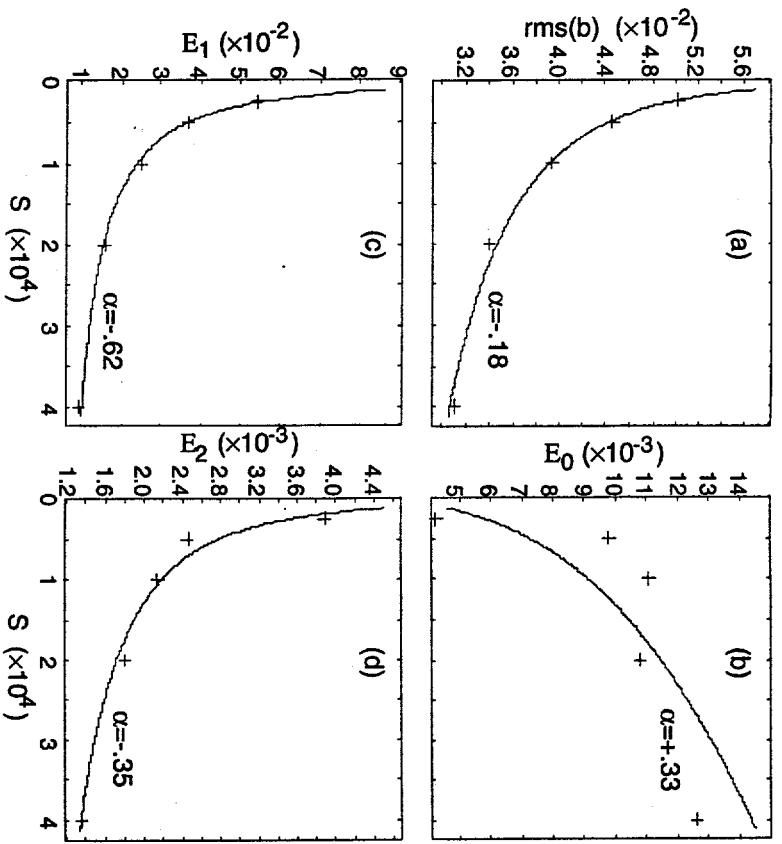 rms(b) (×10⁻²)
5.6
5.2
4.8
4.4
4.0
3.6
3.2
(a)
α=-.18
E₀ (×10⁻³)
14
13
12
11
10
9
8
7
6
5
(b)
α=+.33
E₁ (×10⁻²)
9
8
7
6
5
4
3
2
1
(c)
α=-.62
0 1 2 3 4
S (×10⁴)
E₂ (×10⁻³)
4.4
4.0
3.6
3.2
2.8
2.4
2.0
1.6
1.2
(d)
α=-.35
0 1 2 3 4
S (×10⁴)